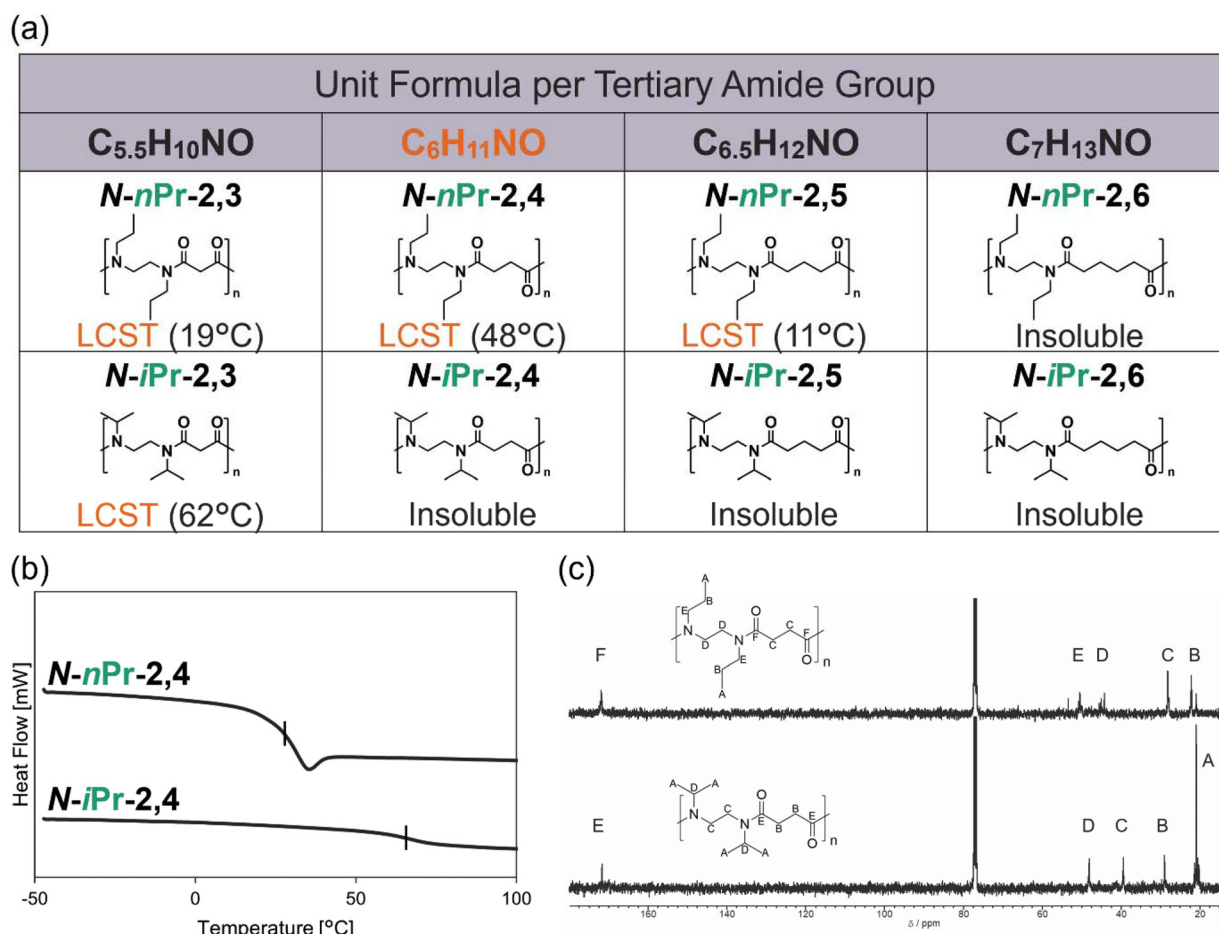 (a)
Unit Formula per Tertiary Amide Group
C5.5H10NO C6H11NO C6.5H12NO C7H13NO
N-nPr-2,3 N-nPr-2,4 N-nPr-2,5 N-nPr-2,6
N N O O n N N O O n N N O O n N N O O n
LCST (19°C) LCST (48°C) LCST (11°C) Insoluble
N-iPr-2,3 N-iPr-2,4 N-iPr-2,5 N-iPr-2,6
N N O O n N N O O n N N O O n N N O O n
LCST (62°C) Insoluble Insoluble Insoluble
(b)
Heat Flow [mW]
N-nPr-2,4
N-iPr-2,4
-50 0 50 100
Temperature [°C]
(c)
A
B
E O C F
N D D N F C O n
E
B
A
F E D C B
A D A
N C C N O E B B E O n
A D A
E D C B A
160 140 120 100 80 60 40 20
δ / ppm